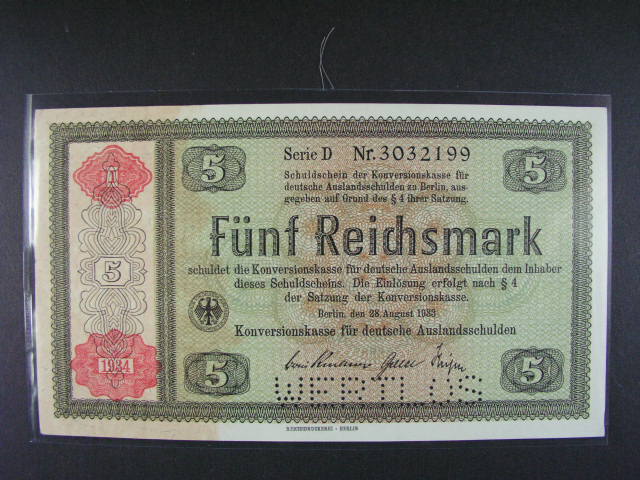 5
Serie D Nr. 3032199
5
Schuldschein der Konversionskasse für
deutsche Auslandsschulden zu Berlin, aus-
gegeben auf Grund des § 4 ihrer Satzung.
Fünf Reichsmark
5
schuldet die Konversionskasse für deutsche Auslandsschulden dem Inhaber
dieses Schuldscheins. Die Einlösung erfolgt nach § 4
der Satzung der Konversionskasse.
Berlin, den 28. August 1933
Konversionskasse für deutsche Auslandsschulden
1934
5
5
WERTLOS
REICHSDRUCKEREI · BERLIN